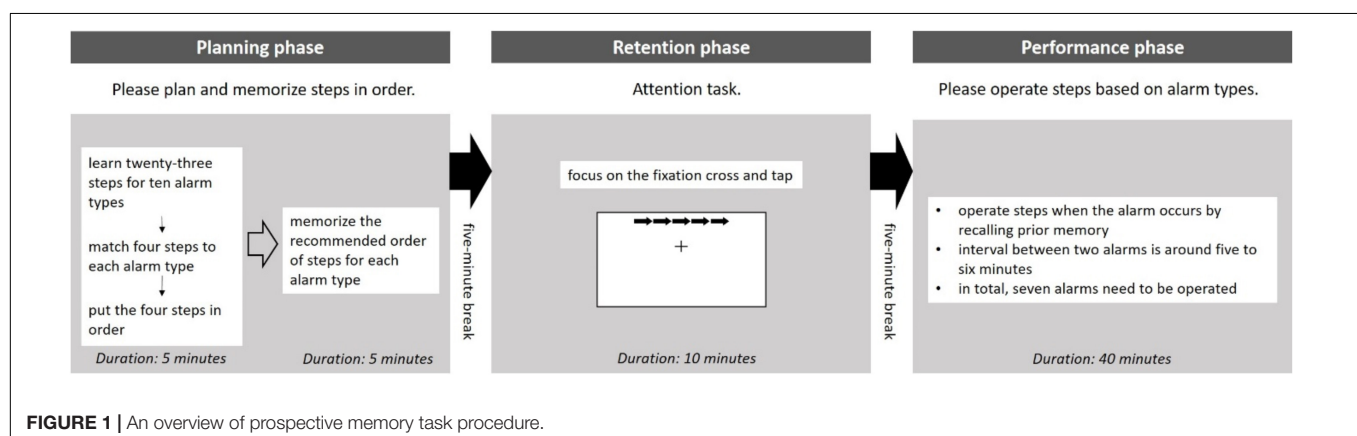 Planning phase
Please plan and memorize steps in order.
learn twenty-three
steps for ten alarm
types
match four steps to
each alarm type
put the four steps in
order
Duration: 5 minutes
memorize the
recommended order
of steps for each
alarm type
Duration: 5 minutes
five-minute break
Retention phase
Attention task.
focus on the fixation cross and tap
Duration: 10 minutes
five-minute break
Performance phase
Please operate steps based on alarm types.
• operate steps when the alarm occurs by
recalling prior memory
• interval between two alarms is around five to
six minutes
• in total, seven alarms need to be operated
Duration: 40 minutes
FIGURE 1 | An overview of prospective memory task procedure.